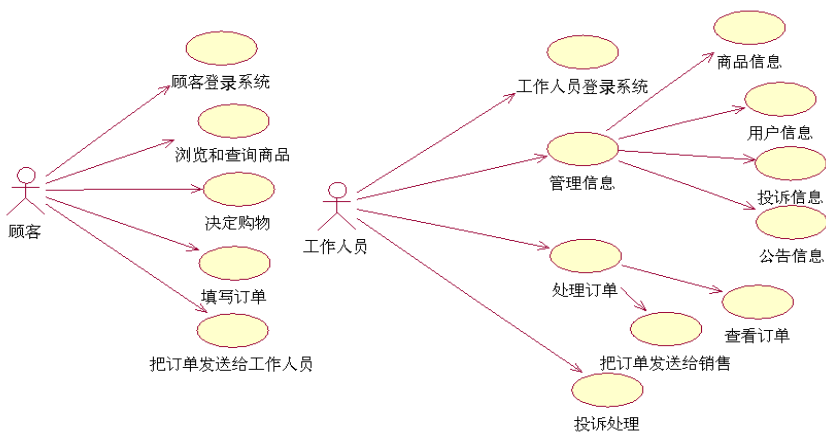 顾客登录系统
浏览和查询商品
决定购物
顾客
填写订单
把订单发送给工作人员
工作人员登录系统
商品信息
用户信息
管理信息
投诉信息
公告信息
工作人员
处理订单
查看订单
把订单发送给销售
投诉处理